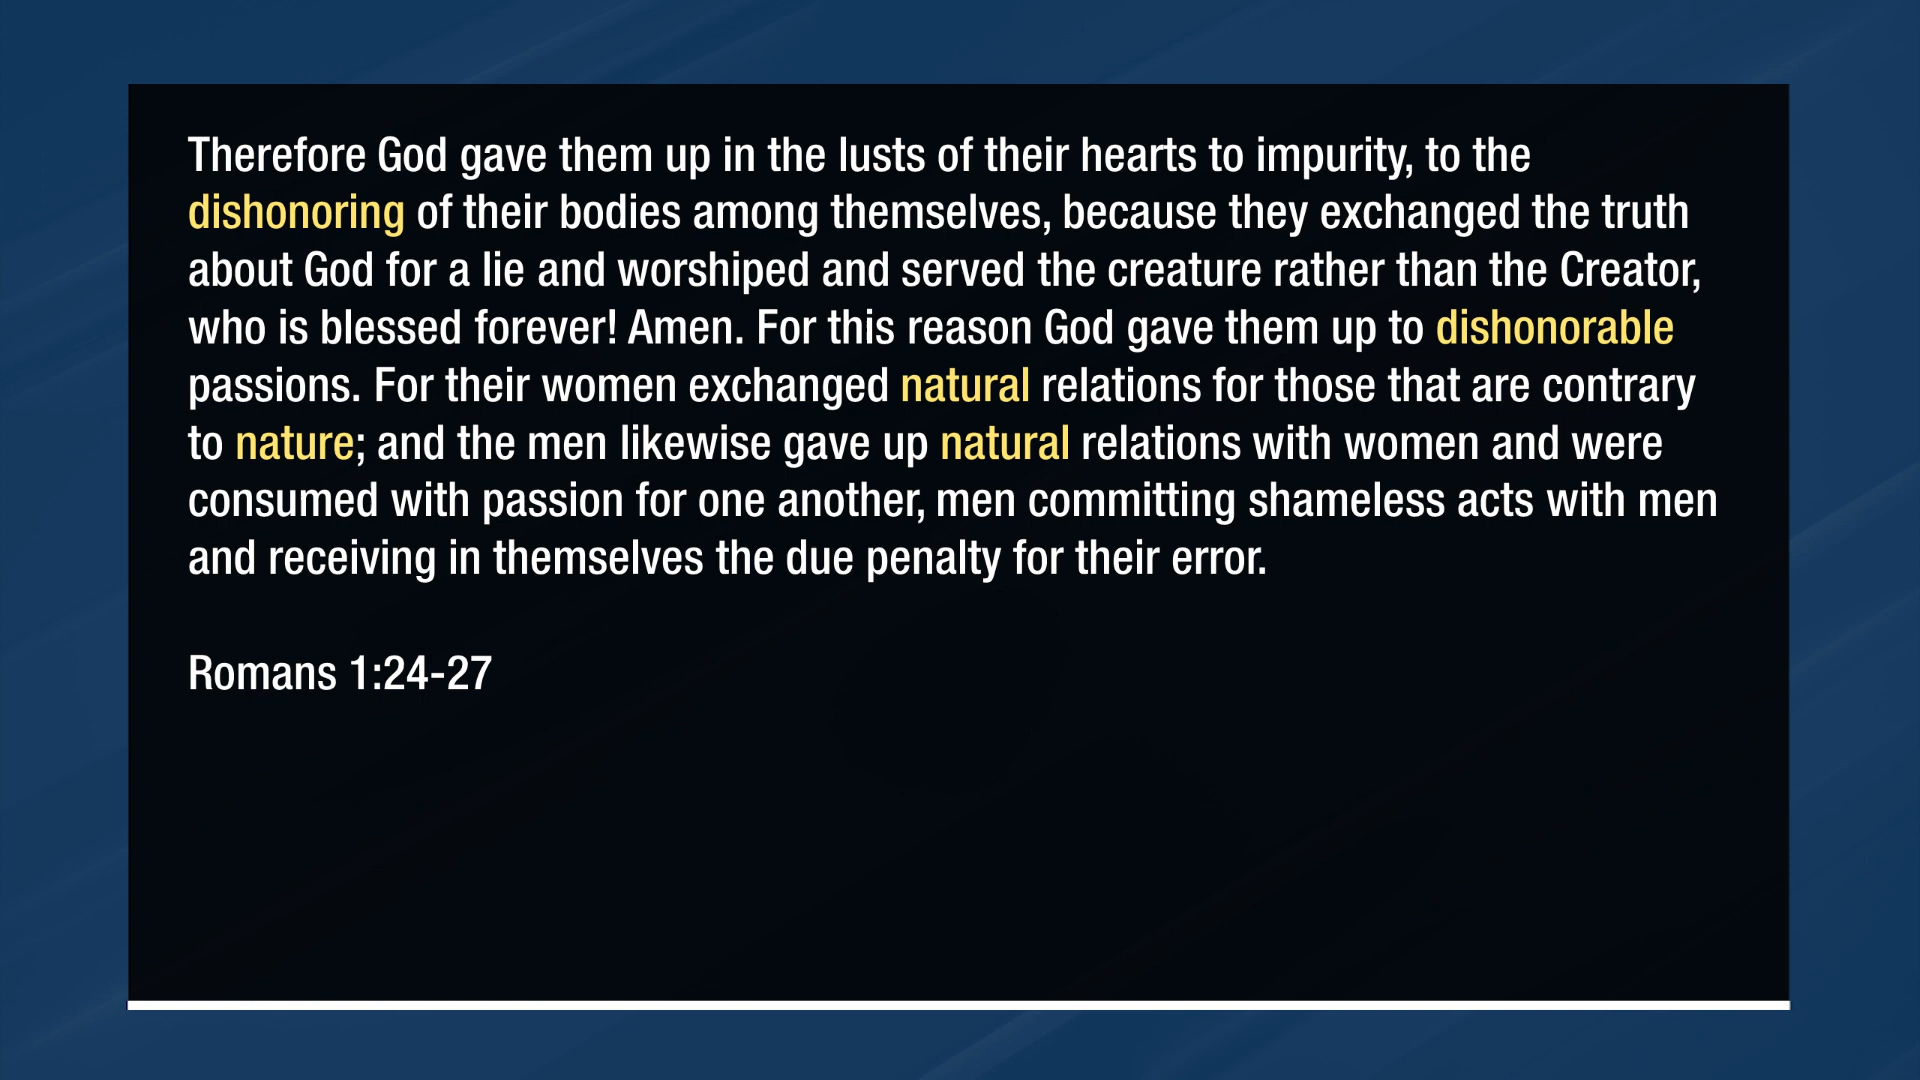 Therefore God gave them up in the lusts of their hearts to impurity, to the
dishonoring of their bodies among themselves, because they exchanged the truth
about God for a lie and worshiped and served the creature rather than the Creator,
who is blessed forever! Amen. For this reason God gave them up to dishonorable
passions. For their women exchanged natural relations for those that are contrary
to nature; and the men likewise gave up natural relations with women and were
consumed with passion for one another, men committing shameless acts with men
and receiving in themselves the due penalty for their error.
Romans 1:24-27